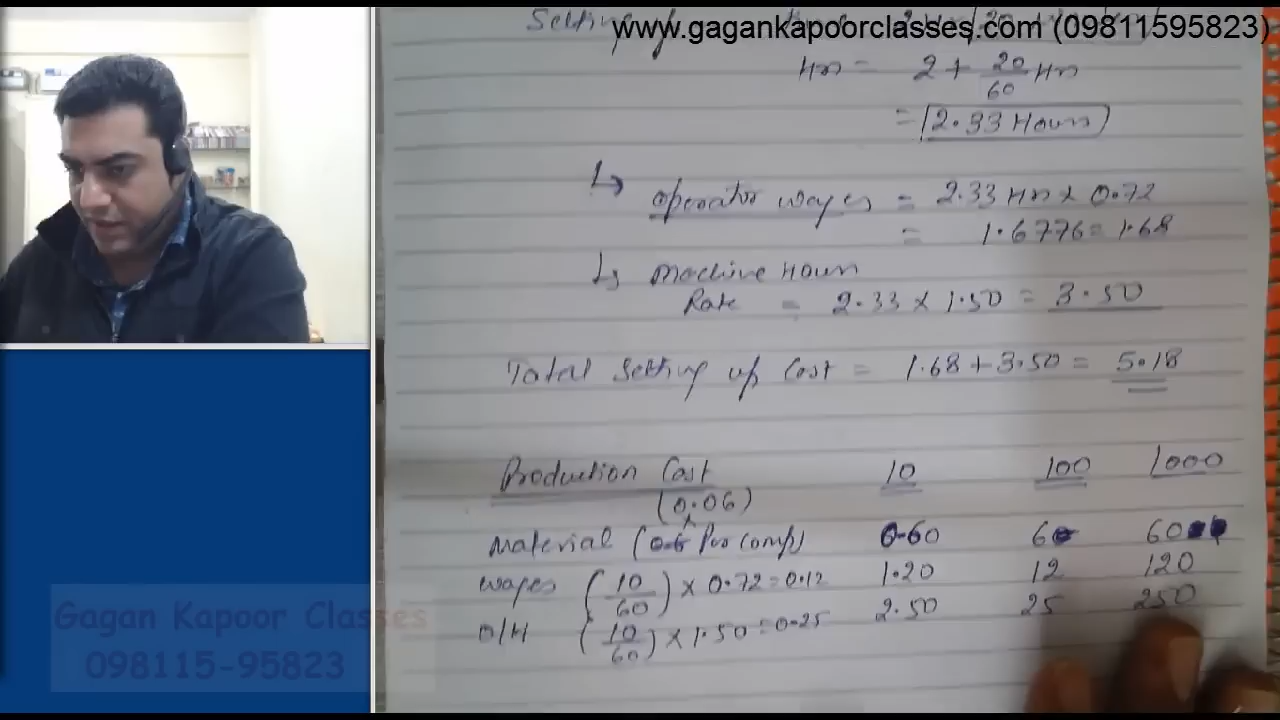 www.gagankapoorclasses.com (09811595823)
Setting
Hrs = 2 + 20/60 Hrs
= 2.33 Hours
↳ operator wages = 2.33 Hrs x 0.72
= 1.6776 = 1.68
↳ Machine Hours
Rate = 2.33 x 1.50 = 3.50
Total Setting up Cost = 1.68 + 3.50 = 5.18
Production Cost 10 100 1000
(0.06)
Material ( Per comp) 0.60 6 60
Wages (10/60) x 0.72 = 0.12 1.20 12 120
O/H (10/60) x 1.50 = 0.25 2.50 25 250
Gagan Kapoor Classes
098115-95823